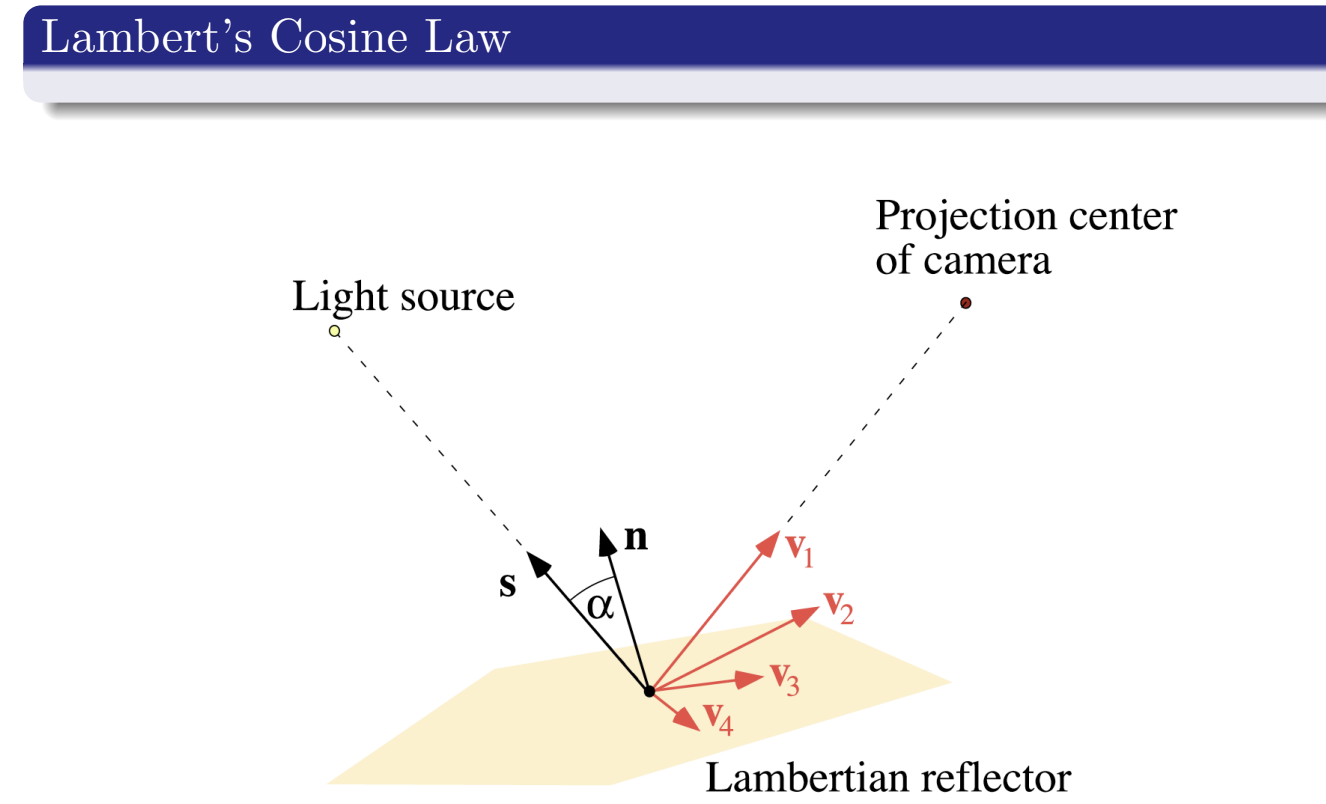 Lambert's Cosine Law
Projection center
of camera
Light source
n
s
α
v1
v2
v3
v4
Lambertian reflector